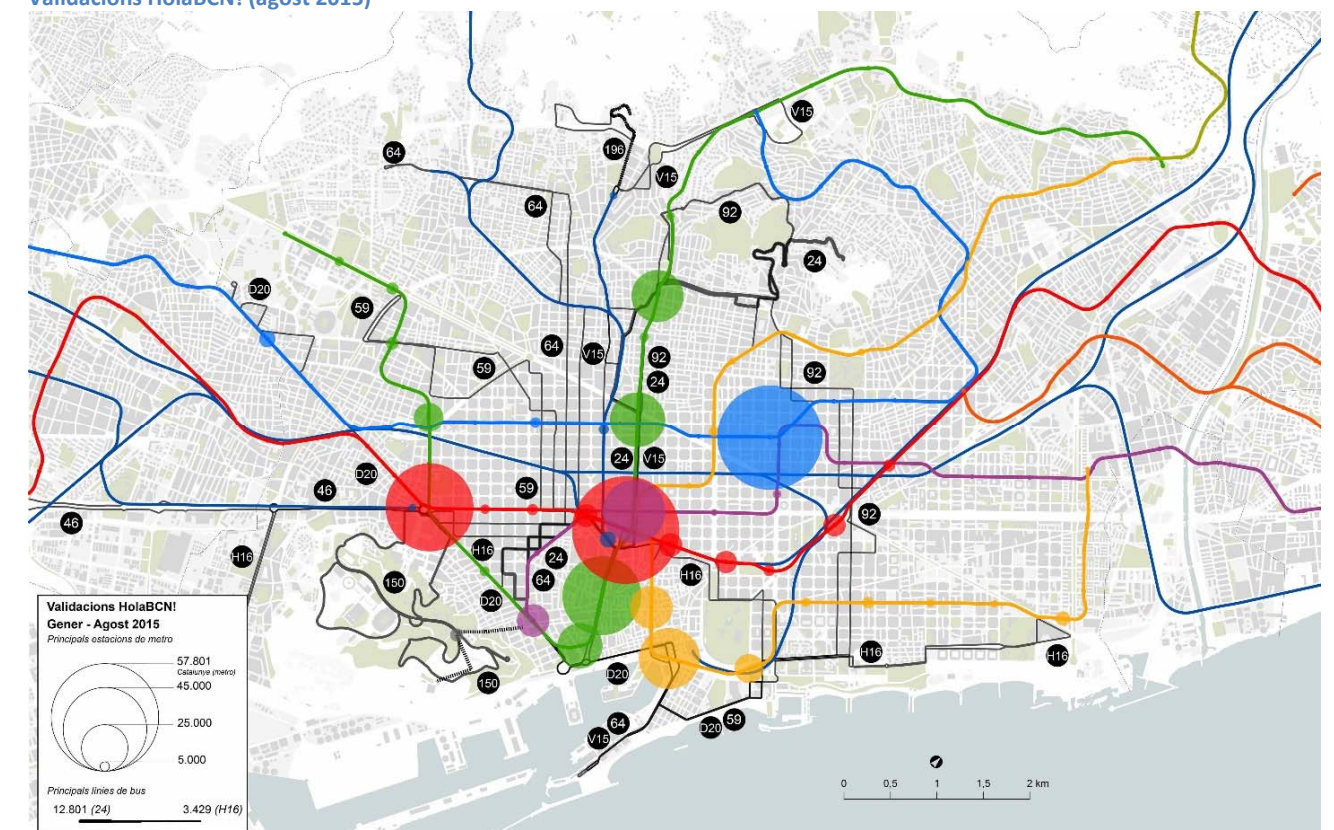 Validacions HolaBCN! (agost 2015)
V15
64
196
V15
64
92
24
D20
59
64
V15
92
24
59
92
24
V15
D20
46
59
46
92
H16
H16
24
64
H16
150
D20
H16
H16
150
D20
64
V15
D20
59
Validacions HolaBCN!
Gener - Agost 2015
Principals estacions de metro
57.801
Catalunya (metro)
45.000
25.000
5.000
Principals línies de bus
12.801 (24)
3.429 (H16)
0
0,5
1
1,5
2 km